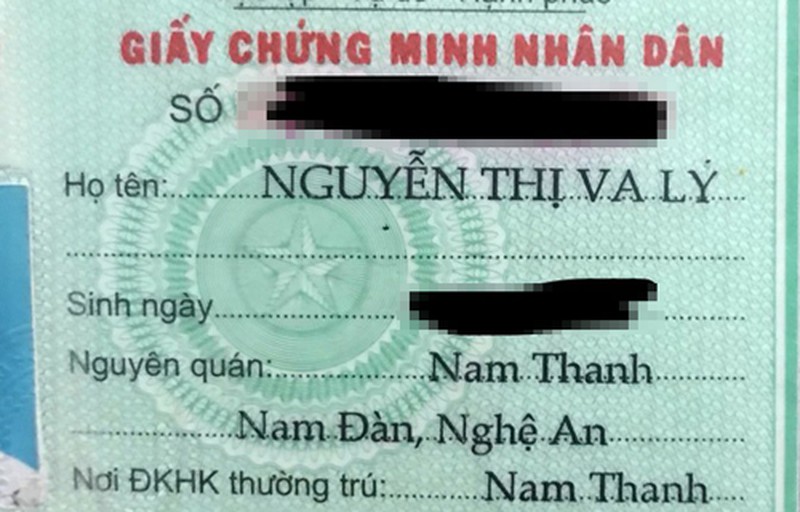 GIẤY CHỨNG MINH NHÂN DÂN
SỐ
Họ tên: NGUYỄN THỊ VA LÝ
Sinh ngày
Nguyên quán: Nam Thanh
Nam Đàn, Nghệ An
Nơi ĐKHK thường trú: Nam Thanh